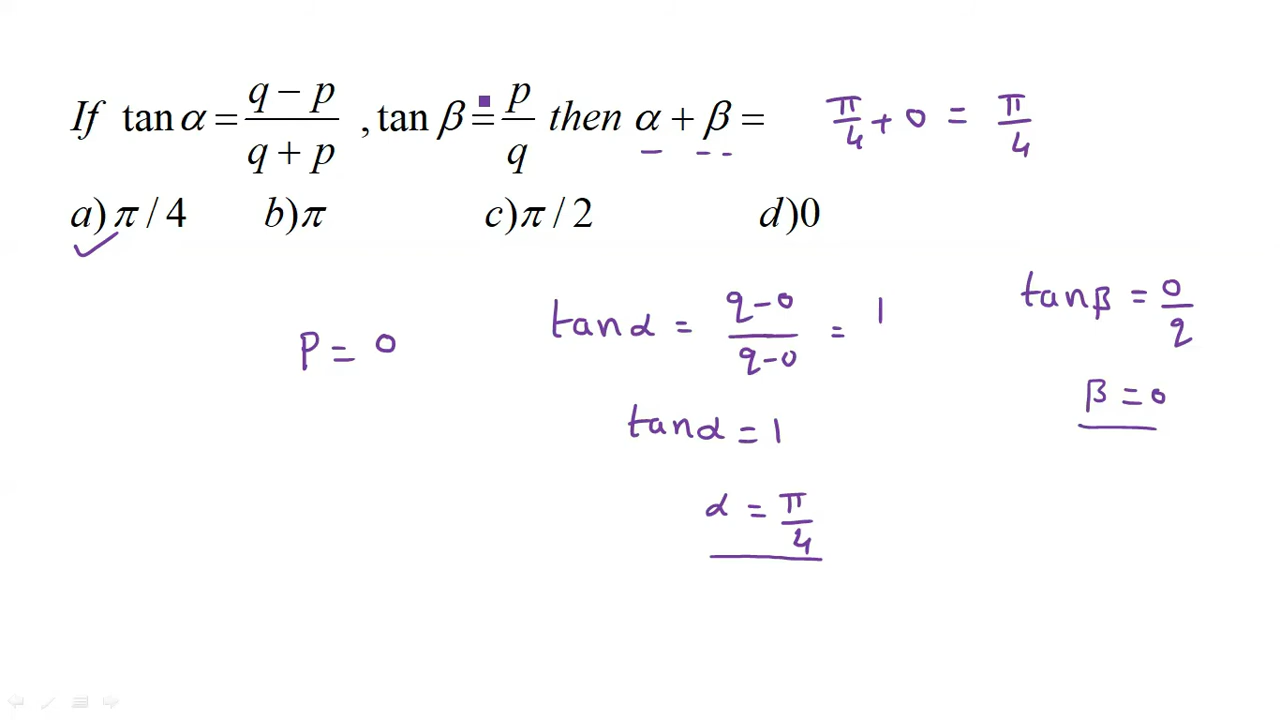 If tan α = (q − p)/(q + p) , tan β = p/q then α + β = π/4 + 0 = π/4
a) π / 4 b) π c) π / 2 d) 0
P = 0
tan α = (q − 0)/(q − 0) = 1
tan α = 1
α = π/4
tan β = 0/q
β = 0